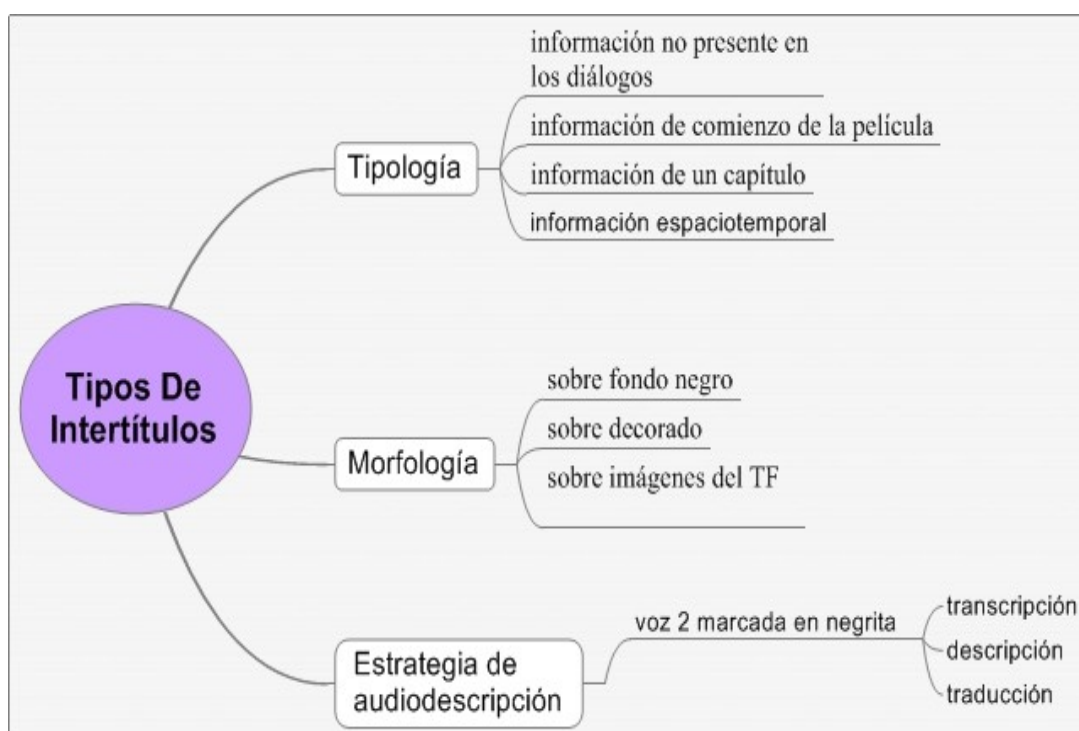 información no presente en
los diálogos
información de comienzo de la película
Tipología
información de un capítulo
información espaciotemporal
Tipos De
Intertítulos
sobre fondo negro
sobre decorado
Morfología
sobre imágenes del TF
Estrategia de
audiodescripción
voz 2 marcada en negrita
transcripción
descripción
traducción